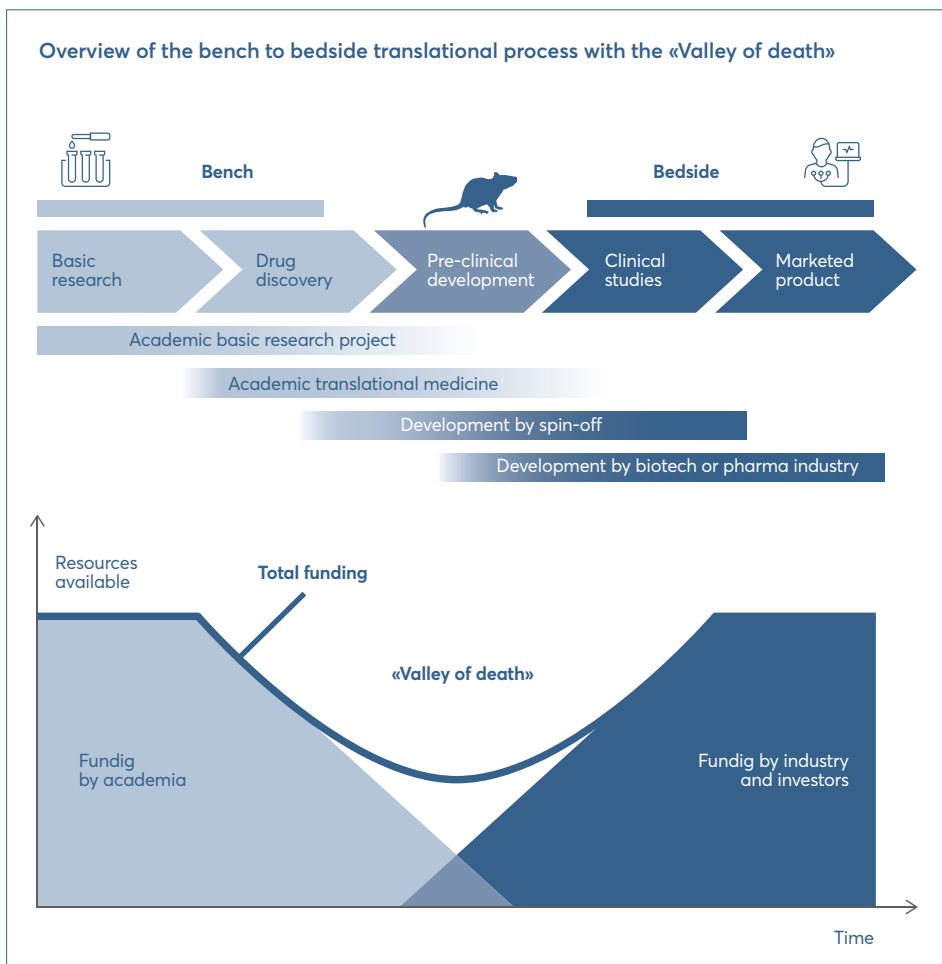 Overview of the bench to bedside translational process with the «Valley of death»
Bench
Bedside
Basic
research
Drug
discovery
Pre-clinical
development
Clinical
studies
Marketed
product
Academic basic research project
Academic translational medicine
Development by spin-off
Development by biotech or pharma industry
Resources
available
Total funding
«Valley of death»
Fundig
by academia
Fundig by industry
and investors
Time